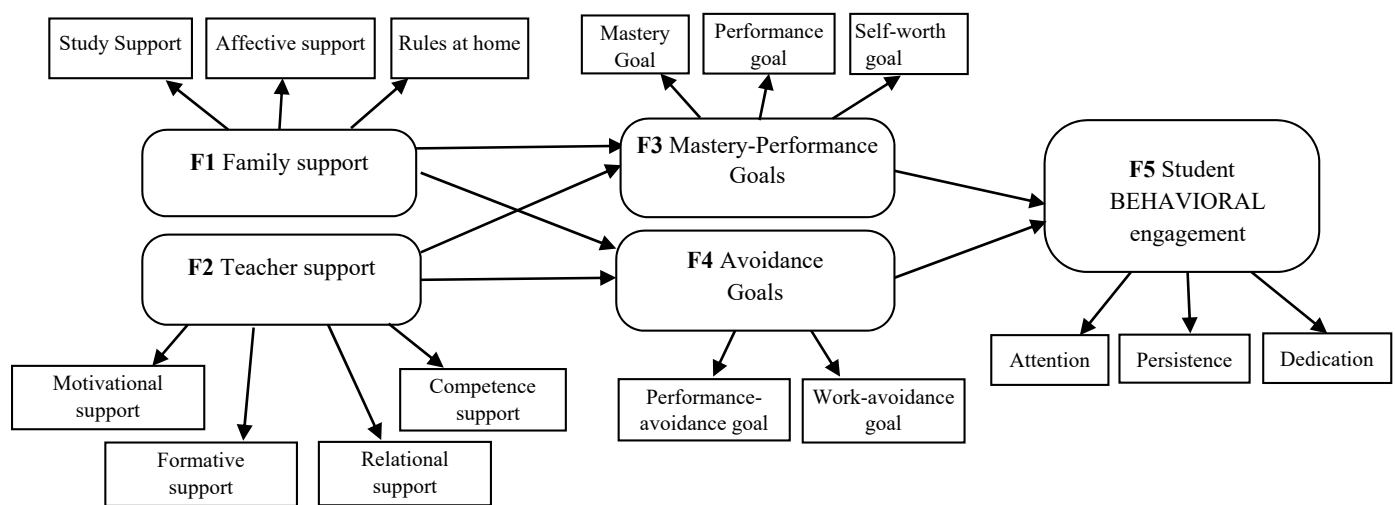 Study Support
Affective support
Rules at home
Mastery
Goal
Performance
goal
Self-worth
goal
F1 Family support
F3 Mastery-Performance
Goals
F5 Student
BEHAVIORAL
engagement
F2 Teacher support
F4 Avoidance
Goals
Motivational
support
Formative
support
Relational
support
Competence
support
Performance-
avoidance goal
Work-avoidance
goal
Attention
Persistence
Dedication